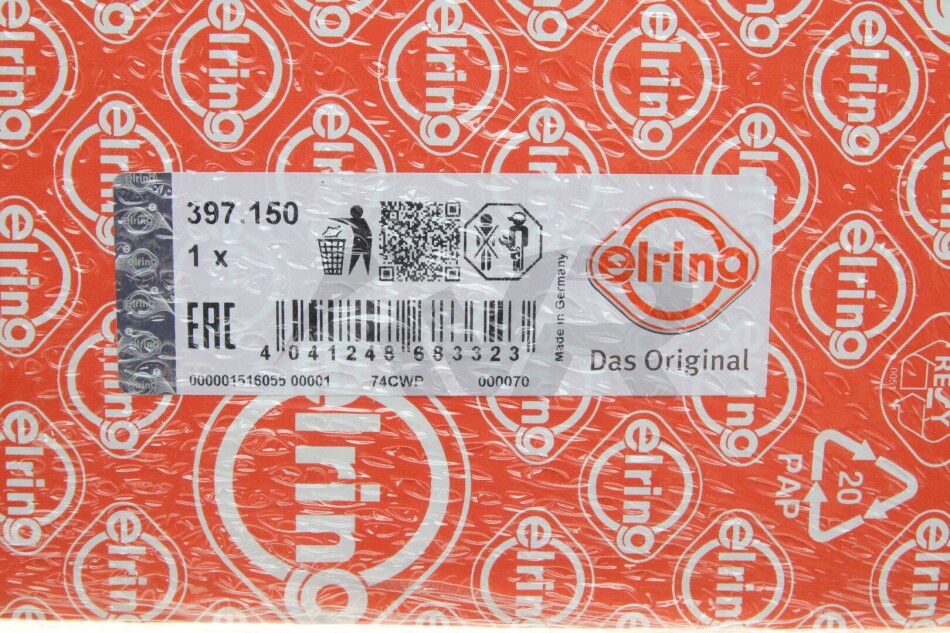 397.150
1 x
EAC
4 041248 683323
000001516055 00001 74CWP 000070
Made in Germany
elring
Das Original
elring
20
PAP